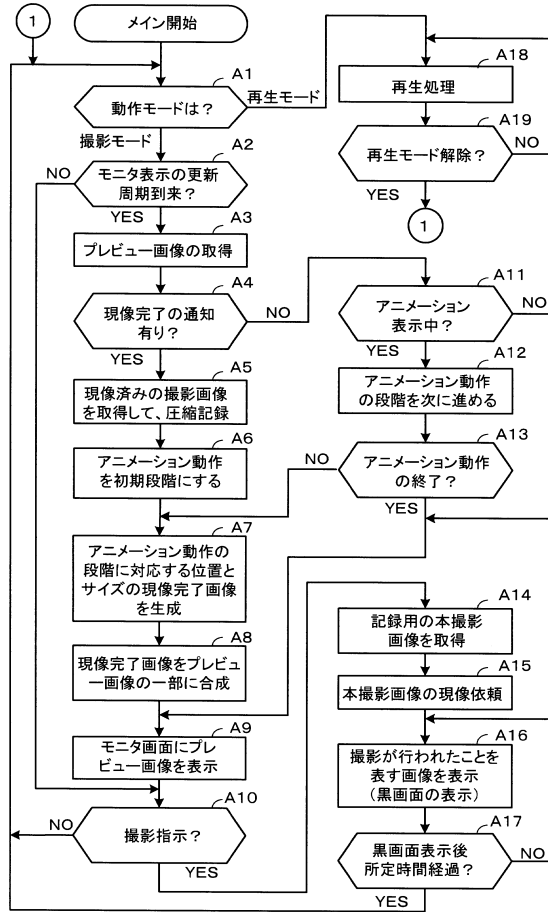 1
メイン開始
A1
動作モードは?
再生モード
撮影モード
A2
NO
モニタ表示の更新
周期到来?
YES
A3
プレビュー画像の取得
A4
現像完了の通知
有り?
NO
YES
A5
現像済みの撮影画像
を取得して、圧縮記録
A6
アニメーション動作
を初期段階にする
A7
アニメーション動作の
段階に対応する位置と
サイズの現像完了画像
を生成
A8
現像完了画像をプレビュ
ー画像の一部に合成
A9
モニタ画面にプレ
ビュー画像を表示
A10
NO
撮影指示?
YES
A18
再生処理
A19
再生モード解除?
NO
YES
1
A11
アニメーション
表示中?
NO
YES
A12
アニメーション動作
の段階を次に進める
A13
NO
アニメーション動作
の終了?
YES
A14
記録用の本撮影
画像を取得
A15
本撮影画像の現像依頼
A16
撮影が行われたことを
表す画像を表示
(黒画面の表示)
A17
黒画面表示後
所定時間経過?
NO
YES